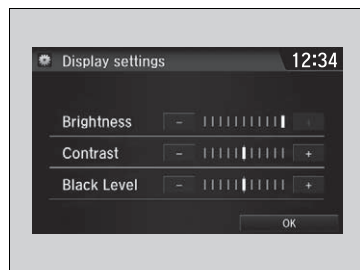 Display settings 12:34
Brightness -
Contrast - +
Black Level - +
OK